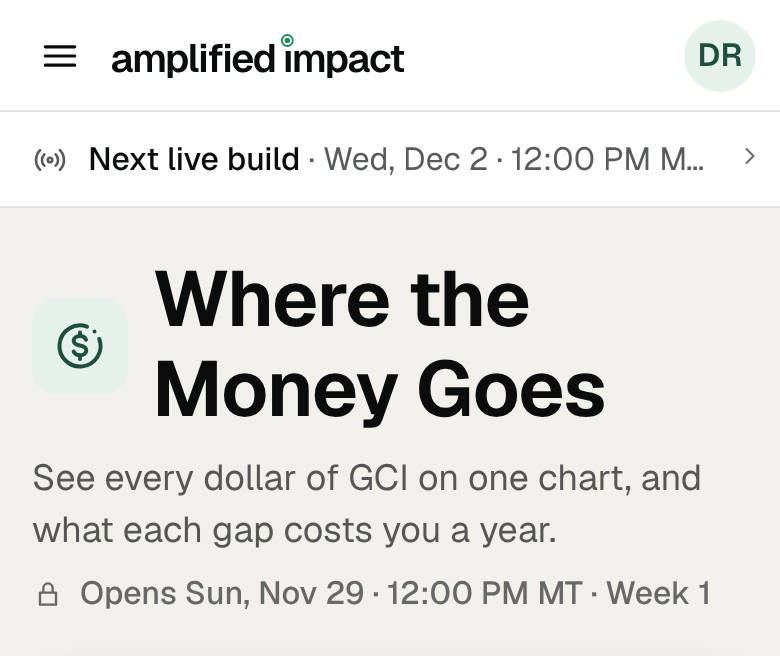 amplified impact
DR
Next live build · Wed, Dec 2 · 12:00 PM M...
Where the
Money Goes
See every dollar of GCI on one chart, and
what each gap costs you a year.
Opens Sun, Nov 29 · 12:00 PM MT · Week 1